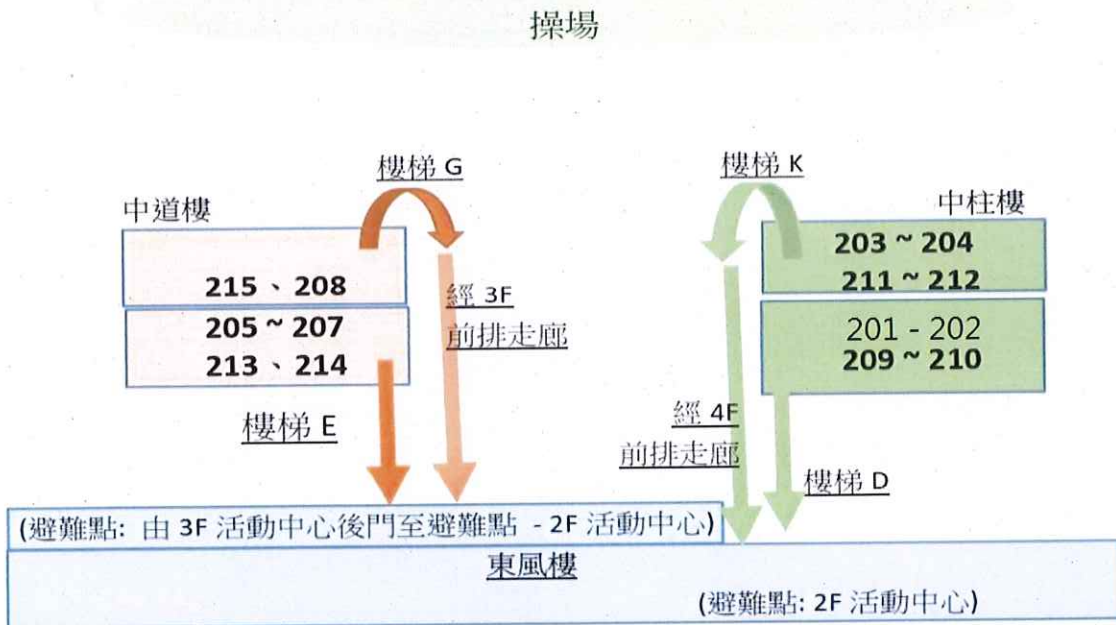 操場
樓梯 G
樓梯 K
中道樓
中柱樓
215、208
205 ~ 207
213、214
經 3F
前排走廊
203 ~ 204
211 ~ 212
201 - 202
209 ~ 210
樓梯 E
經 4F
前排走廊
樓梯 D
(避難點: 由 3F 活動中心後門至避難點 - 2F 活動中心)
東風樓
(避難點: 2F 活動中心)